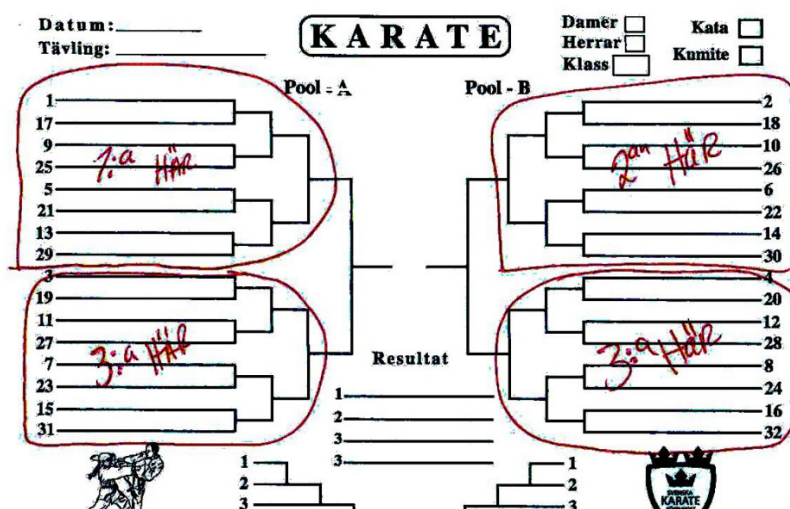 Datum:
Tävling:
KARATE
Damer
Herrar
Klass
Kata
Kumite
Pool - A
Pool - B
1
17
9
25
5
21
13
29
1:a HÄR
3
19
11
27
7
23
15
31
3:a HÄR
2
18
10
26
6
22
14
30
2an HÄR
4
20
12
28
8
24
16
32
3:a HÄR
Resultat
1
2
3
3
1
2
3
1
2
3
SVENSKA
KARATE